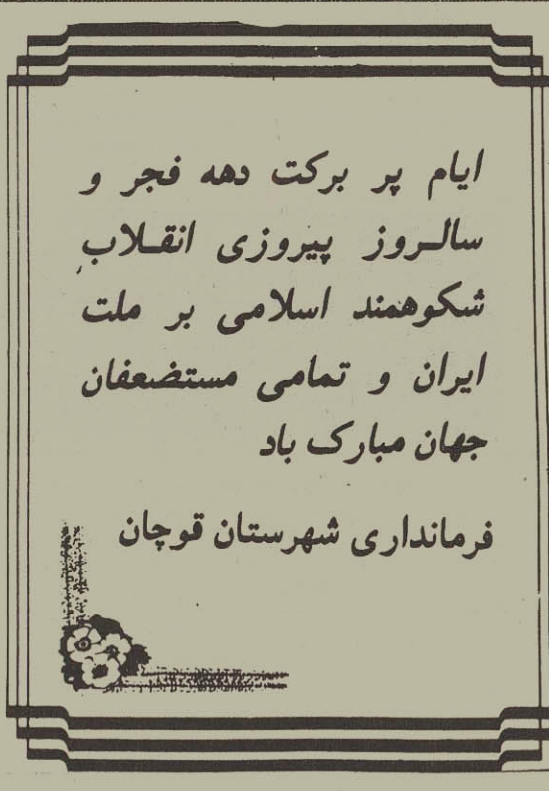 ایام پر برکت دهه فجر و
سالروز پیروزی انقلاب
شکوهمند اسلامی بر ملت
ایران و تمامی مستضعفان
جهان مبارک باد
فرمانداری شهرستان قوچان